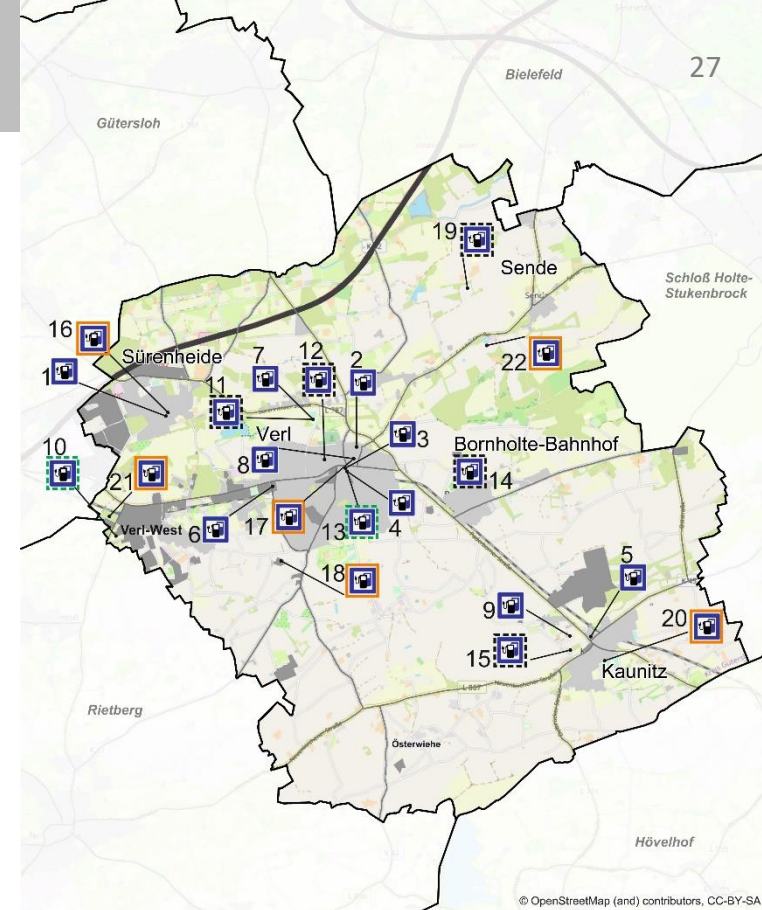 27
Bielefeld
Gütersloh
19
Sende
Schloß Holte-
Stukenbrock
16
Sürenheide
7
12
2
22
1
11
Verl
3
Bornholte-Bahnhof
10
21
8
14
Verl-West
6
17
13
4
18
5
9
20
15
Kaunitz
Rietberg
Österwiehe
Hövelhof
© OpenStreetMap (and) contributors, CC-BY-SA